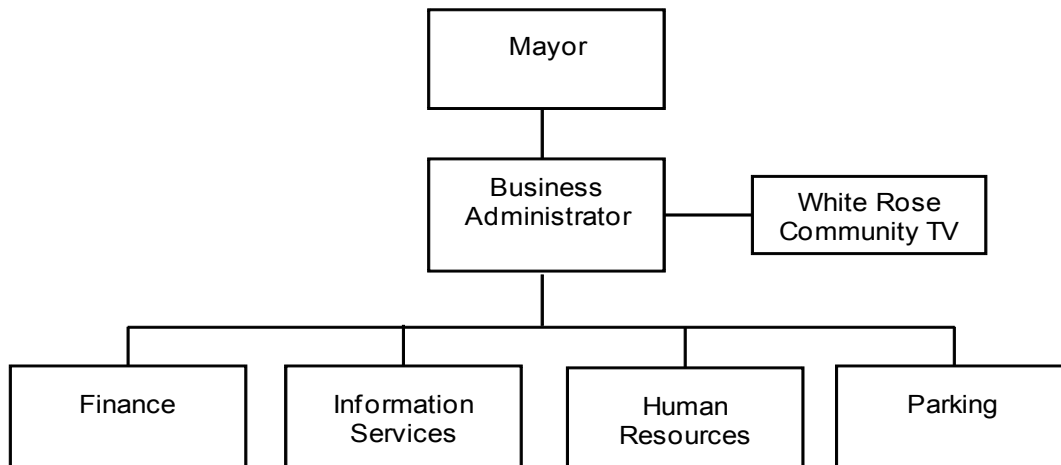 Mayor
Business
Administrator
White Rose
Community TV
Finance
Information
Services
Human
Resources
Parking